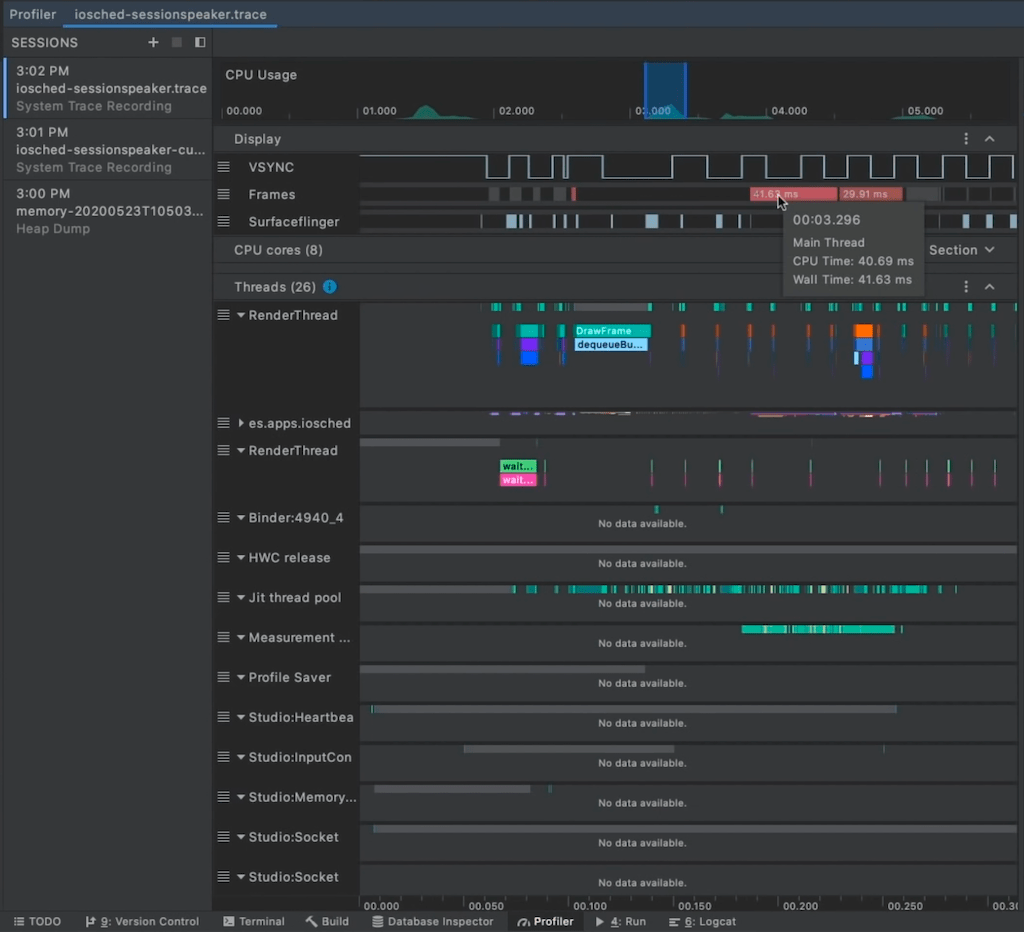 Profiler iosched-sessionspeaker.trace
SESSIONS
3:02 PM
iosched-sessionspeaker.trace
System Trace Recording
3:01 PM
iosched-sessionspeaker-cu...
System Trace Recording
3:00 PM
memory-20200523T10503...
Heap Dump
CPU Usage
00.000 01.000 02.000 03.000 04.000 05.000
Display
VSYNC
Frames 41.63 ms 29.91 ms
Surfaceflinger
00:03.296
Main Thread
CPU Time: 40.69 ms
Wall Time: 41.63 ms
CPU cores (8) Section
Threads (26)
RenderThread
DrawFrame
dequeueBu...
es.apps.iosched
RenderThread
wait...
wait...
Binder:4940_4 No data available.
HWC release No data available.
Jit thread pool No data available.
Measurement ... No data available.
Profile Saver No data available.
Studio:Heartbea No data available.
Studio:InputCon No data available.
Studio:Memory... No data available.
Studio:Socket No data available.
Studio:Socket No data available.
00.000 00.050 00.100 00.150 00.200 00.250 00.30
TODO 9: Version Control Terminal Build Database Inspector Profiler 4: Run 6: Logcat